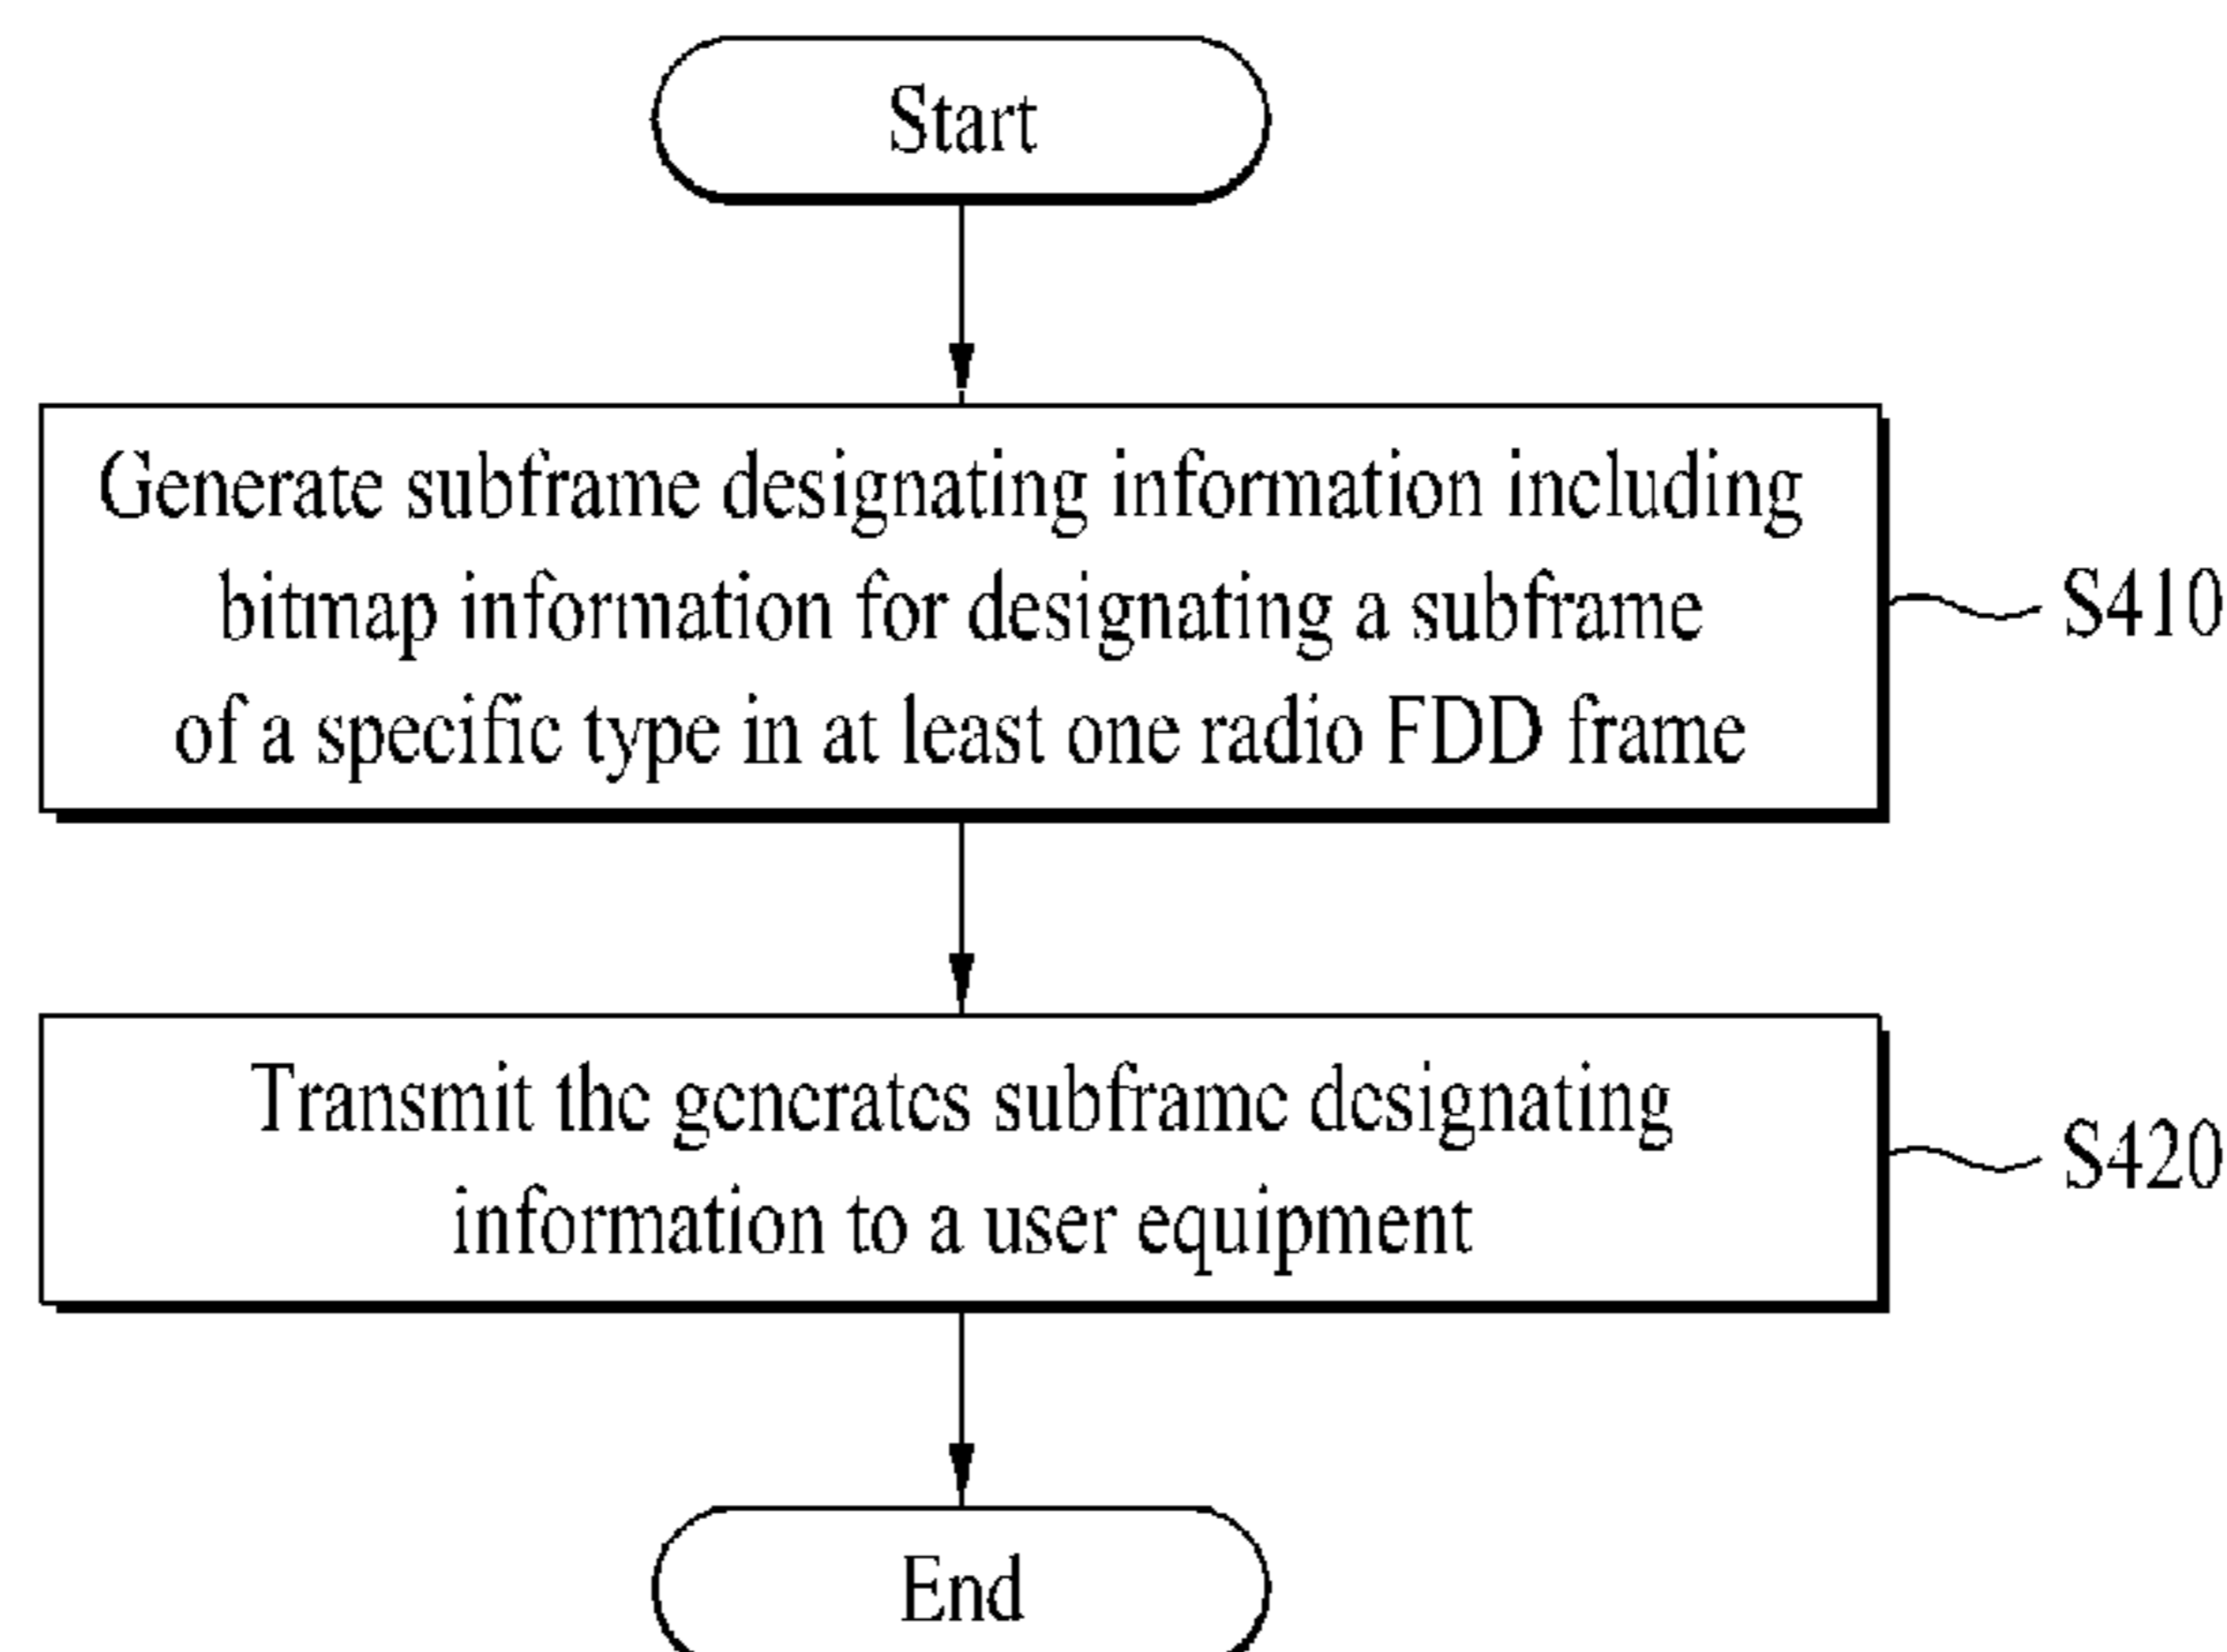 Start
Generate subframe designating information including
bitmap information for designating a subframe
of a specific type in at least one radio FDD frame
S410
Transmit the generates subframe designating
information to a user equipment
S420
End